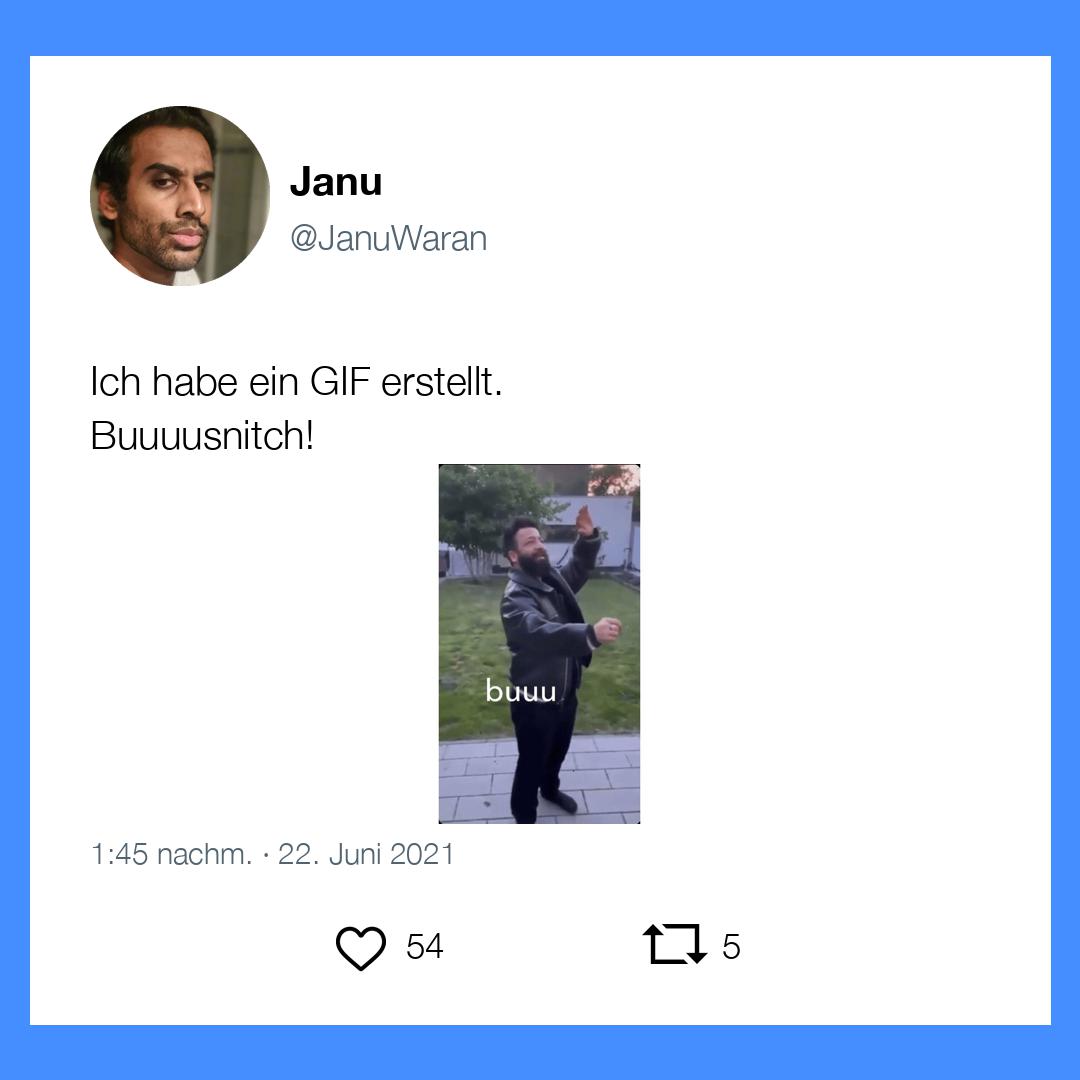 Janu
@JanuWaran
Ich habe ein GIF erstellt.
Buuuusnitch!
buuu
1:45 nachm. · 22. Juni 2021
54
5